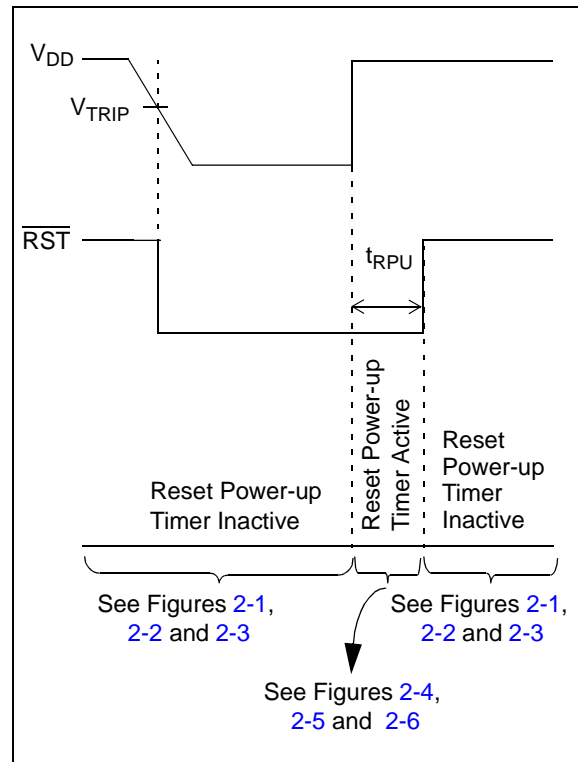 VDD
VTRIP
RST
tRPU
Reset Power-up
Timer Inactive
Reset Power-up
Timer Active
Reset
Power-up
Timer
Inactive
See Figures 2-1,
2-2 and 2-3
See Figures 2-1,
2-2 and 2-3
See Figures 2-4,
2-5 and 2-6